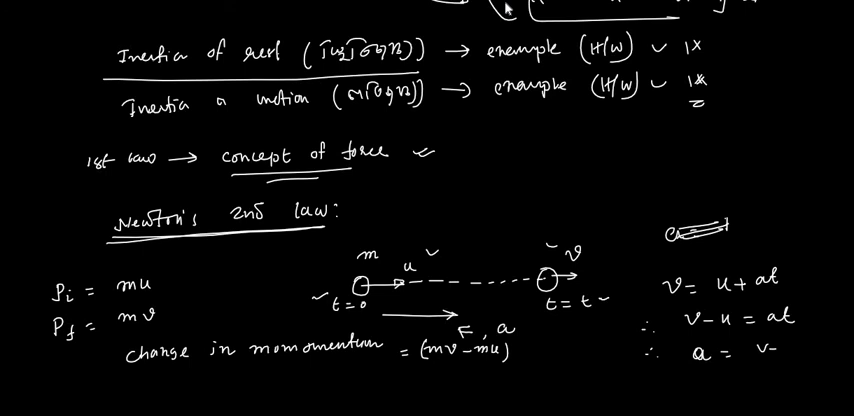 Inertia of rest (স্থিতিজাড্য) → example (H/W) 1x
Inertia o motion (গতিজাড্য) → example (H/W) 1x
1st law → concept of force
Newton's 2nd law:
m u v
t=0 t=t
F, a
Pi = mu
Pf = mv
change in momomentum = (mv-mu)
v= u+at
∴ v-u = at
∴ a = v-